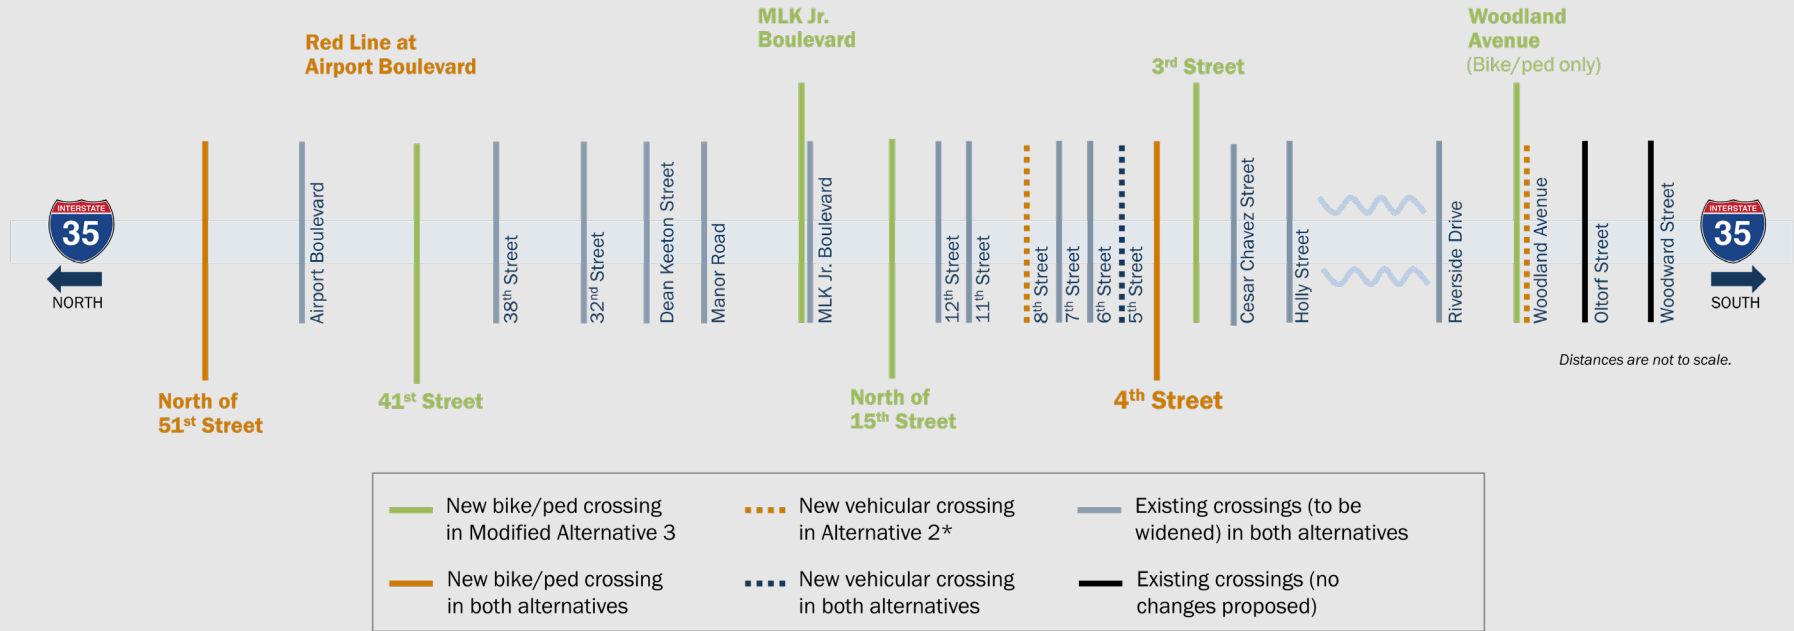 MLK Jr.
Boulevard
Woodland
Avenue
(Bike/ped only)
Red Line at
Airport Boulevard
3rd Street
INTERSTATE
35
NORTH
Airport Boulevard
38th Street
32nd Street
Dean Keeton Street
Manor Road
MLK Jr. Boulevard
12th Street
11th Street
8th Street
7th Street
6th Street
5th Street
Cesar Chavez Street
Holly Street
Riverside Drive
Woodland Avenue
Oltorf Street
Woodward Street
INTERSTATE
35
SOUTH
Distances are not to scale.
North of
51st Street
41st Street
North of
15th Street
4th Street
New bike/ped crossing
in Modified Alternative 3
New vehicular crossing
in Alternative 2*
Existing crossings (to be
widened) in both alternatives
New bike/ped crossing
in both alternatives
New vehicular crossing
in both alternatives
Existing crossings (no
changes proposed)